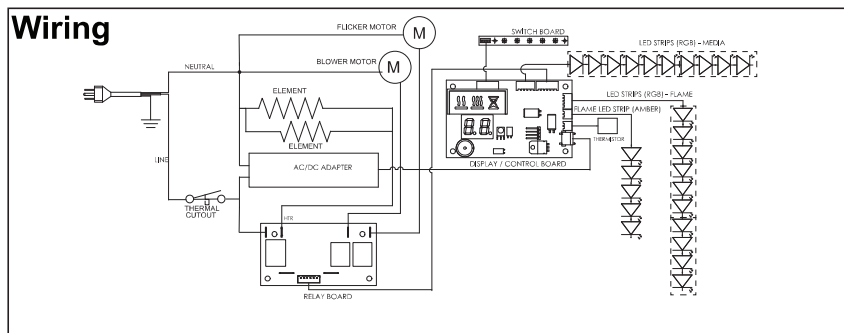 Wiring
FLICKER MOTOR
M
BLOWER MOTOR
M
SWITCH BOARD
LED STRIPS (RGB) - MEDIA
NEUTRAL
ELEMENT
ELEMENT
LED STRIPS (RGB) - FLAME
FLAME LED STRIP (AMBER)
THERMISTOR
AC/DC ADAPTER
DISPLAY / CONTROL BOARD
LINE
THERMAL
CUTOUT
HTR
RELAY BOARD